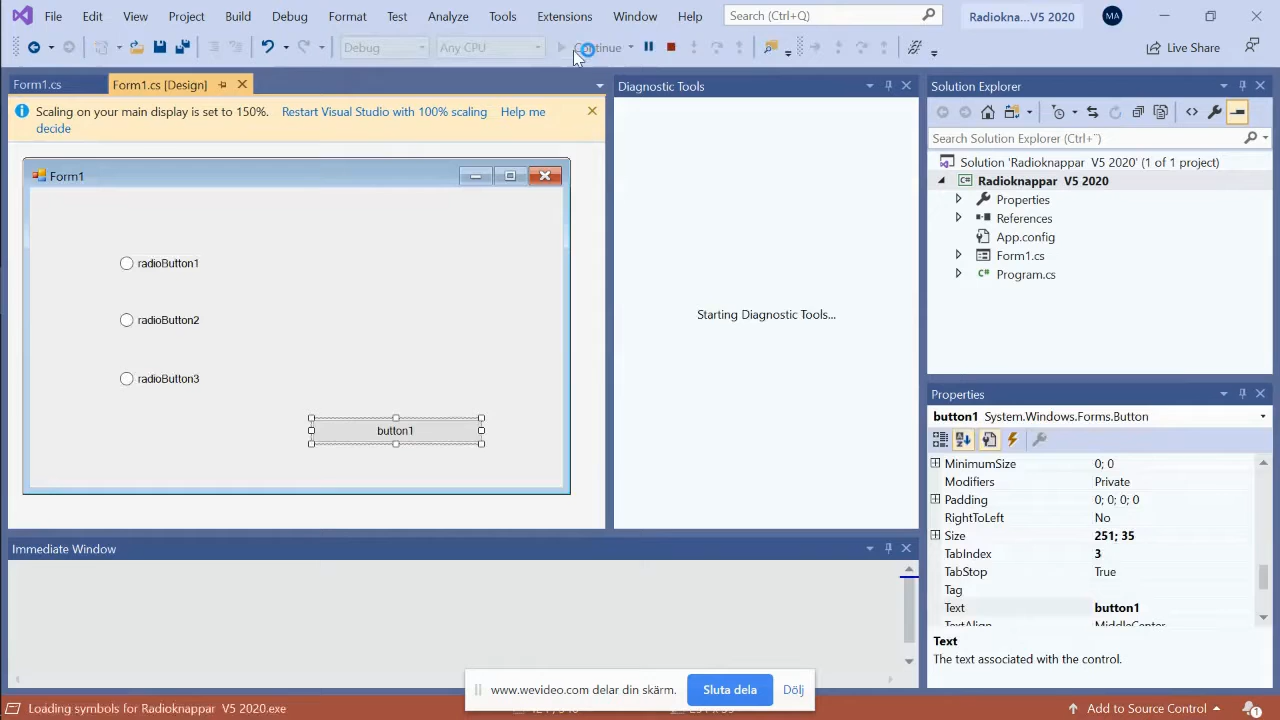 File Edit View Project Build Debug Format Test Analyze Tools Extensions Window Help Search (Ctrl+Q) Radiokna...V5 2020 MA
Debug Any CPU Continue Live Share
Form1.cs Form1.cs [Design] Diagnostic Tools Solution Explorer
Scaling on your main display is set to 150%. Restart Visual Studio with 100% scaling Help me
decide
Search Solution Explorer (Ctrl+¨)
Solution 'Radioknappar V5 2020' (1 of 1 project)
Radioknappar V5 2020
Properties
References
App.config
Form1.cs
Program.cs
Form1
radioButton1
radioButton2
radioButton3
button1
Starting Diagnostic Tools...
Properties
button1 System.Windows.Forms.Button
MinimumSize 0; 0
Modifiers Private
Padding 0; 0; 0; 0
RightToLeft No
Size 251; 35
TabIndex 3
TabStop True
Tag
Text button1
TextAlign MiddleCenter
Text
The text associated with the control.
Immediate Window
www.wevideo.com delar din skärm. Sluta dela Dölj
Loading symbols for Radioknappar V5 2020.exe Add to Source Control 1